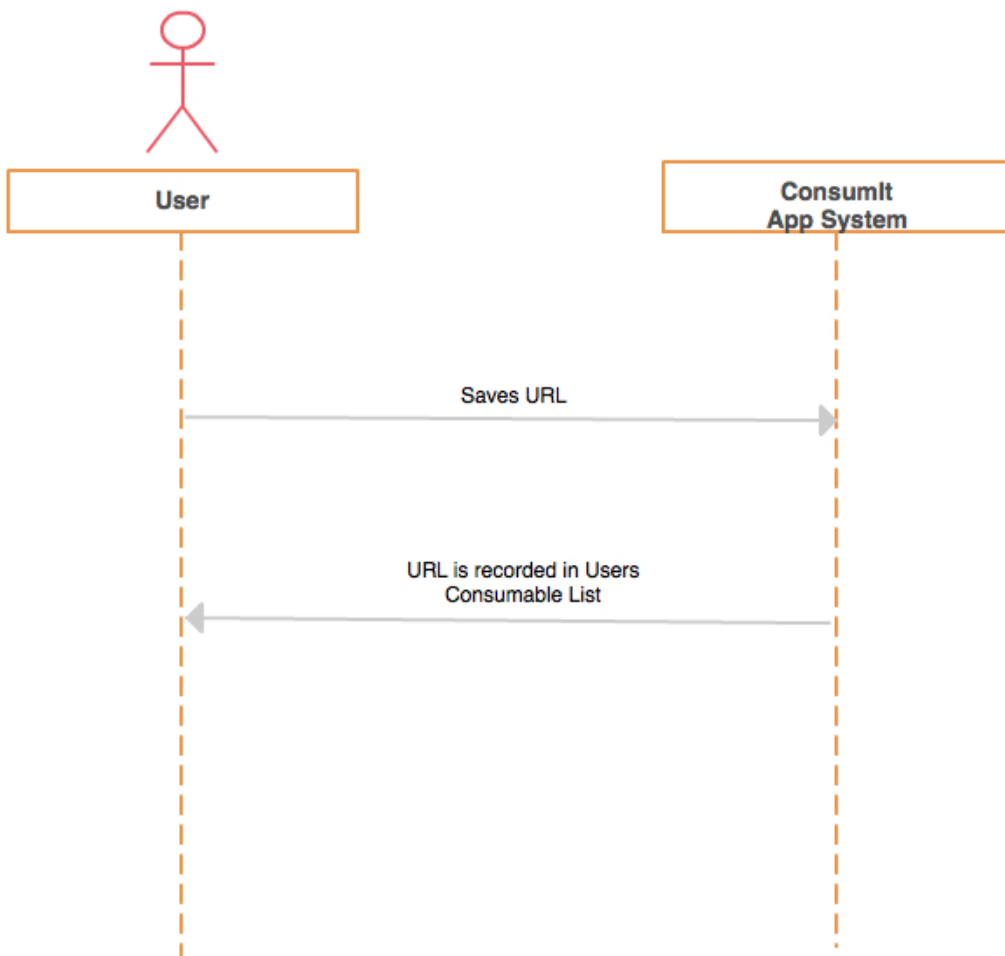 User
ConsumIt
App System
Saves URL
URL is recorded in Users
Consumable List